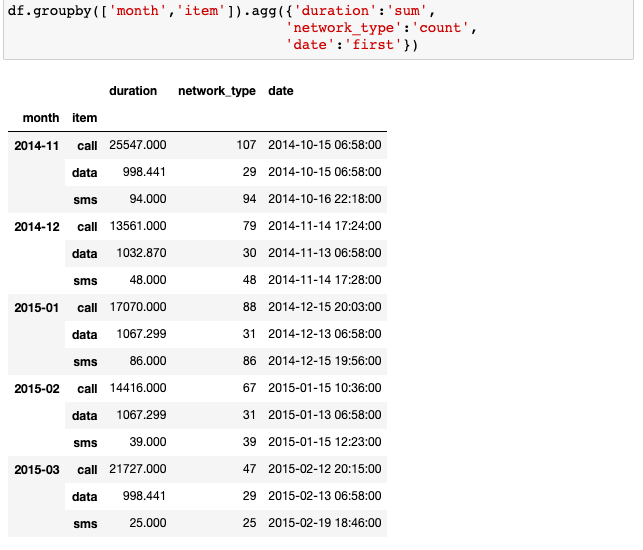 df.groupby(['month','item']).agg({'duration':'sum',
'network_type':'count',
'date':'first'})
duration network_type date
month item
2014-11 call 25547.000 107 2014-10-15 06:58:00
data 998.441 29 2014-10-15 06:58:00
sms 94.000 94 2014-10-16 22:18:00
2014-12 call 13561.000 79 2014-11-14 17:24:00
data 1032.870 30 2014-11-13 06:58:00
sms 48.000 48 2014-11-14 17:28:00
2015-01 call 17070.000 88 2014-12-15 20:03:00
data 1067.299 31 2014-12-13 06:58:00
sms 86.000 86 2014-12-15 19:56:00
2015-02 call 14416.000 67 2015-01-15 10:36:00
data 1067.299 31 2015-01-13 06:58:00
sms 39.000 39 2015-01-15 12:23:00
2015-03 call 21727.000 47 2015-02-12 20:15:00
data 998.441 29 2015-02-13 06:58:00
sms 25.000 25 2015-02-19 18:46:00